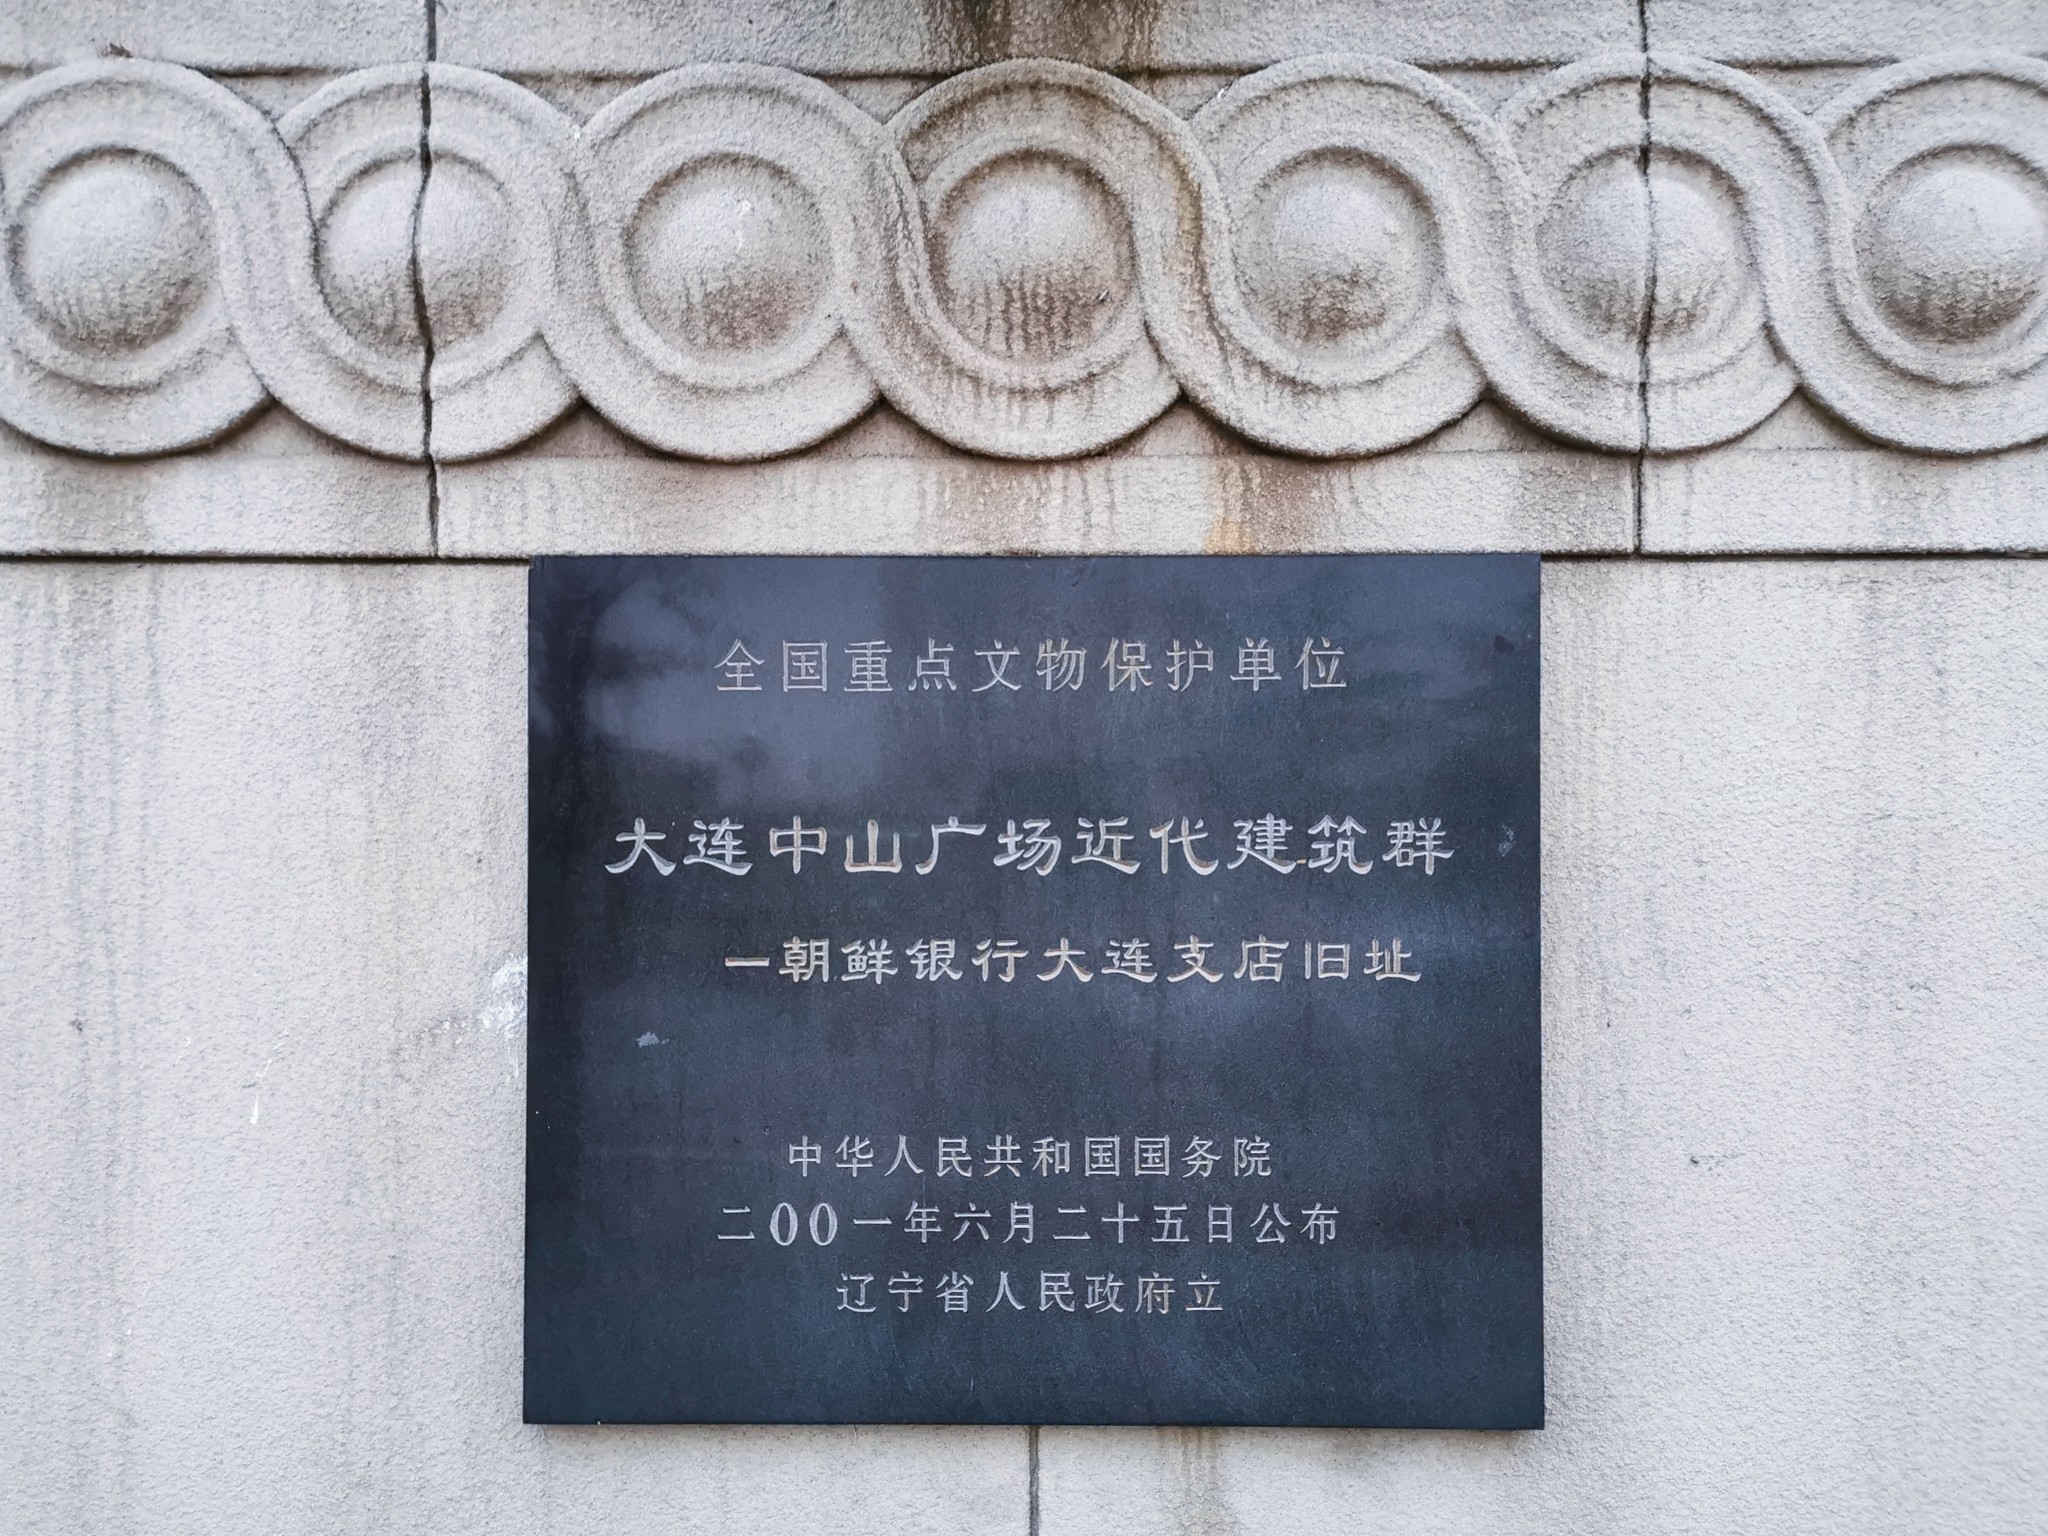 全国重点文物保护单位
大连中山广场近代建筑群
—朝鲜银行大连支店旧址
中华人民共和国国务院
二00一年六月二十五日公布
辽宁省人民政府立